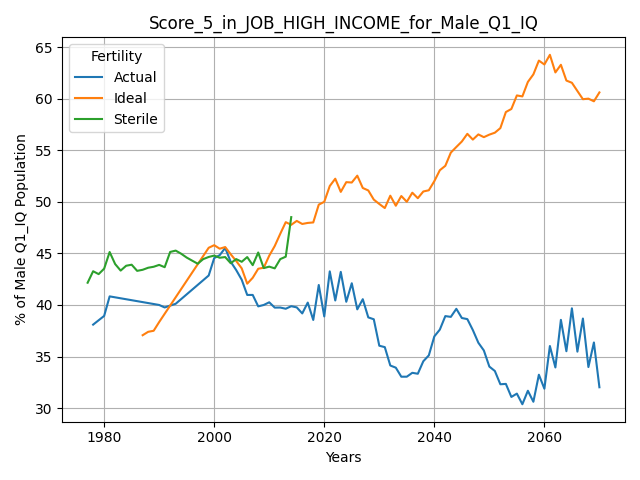 Score_5_in_JOB_HIGH_INCOME_for_Male_Q1_IQ
Fertility
Actual
Ideal
Sterile
% of Male Q1_IQ Population
65
60
55
50
45
40
35
30
1980
2000
2020
2040
2060
Years